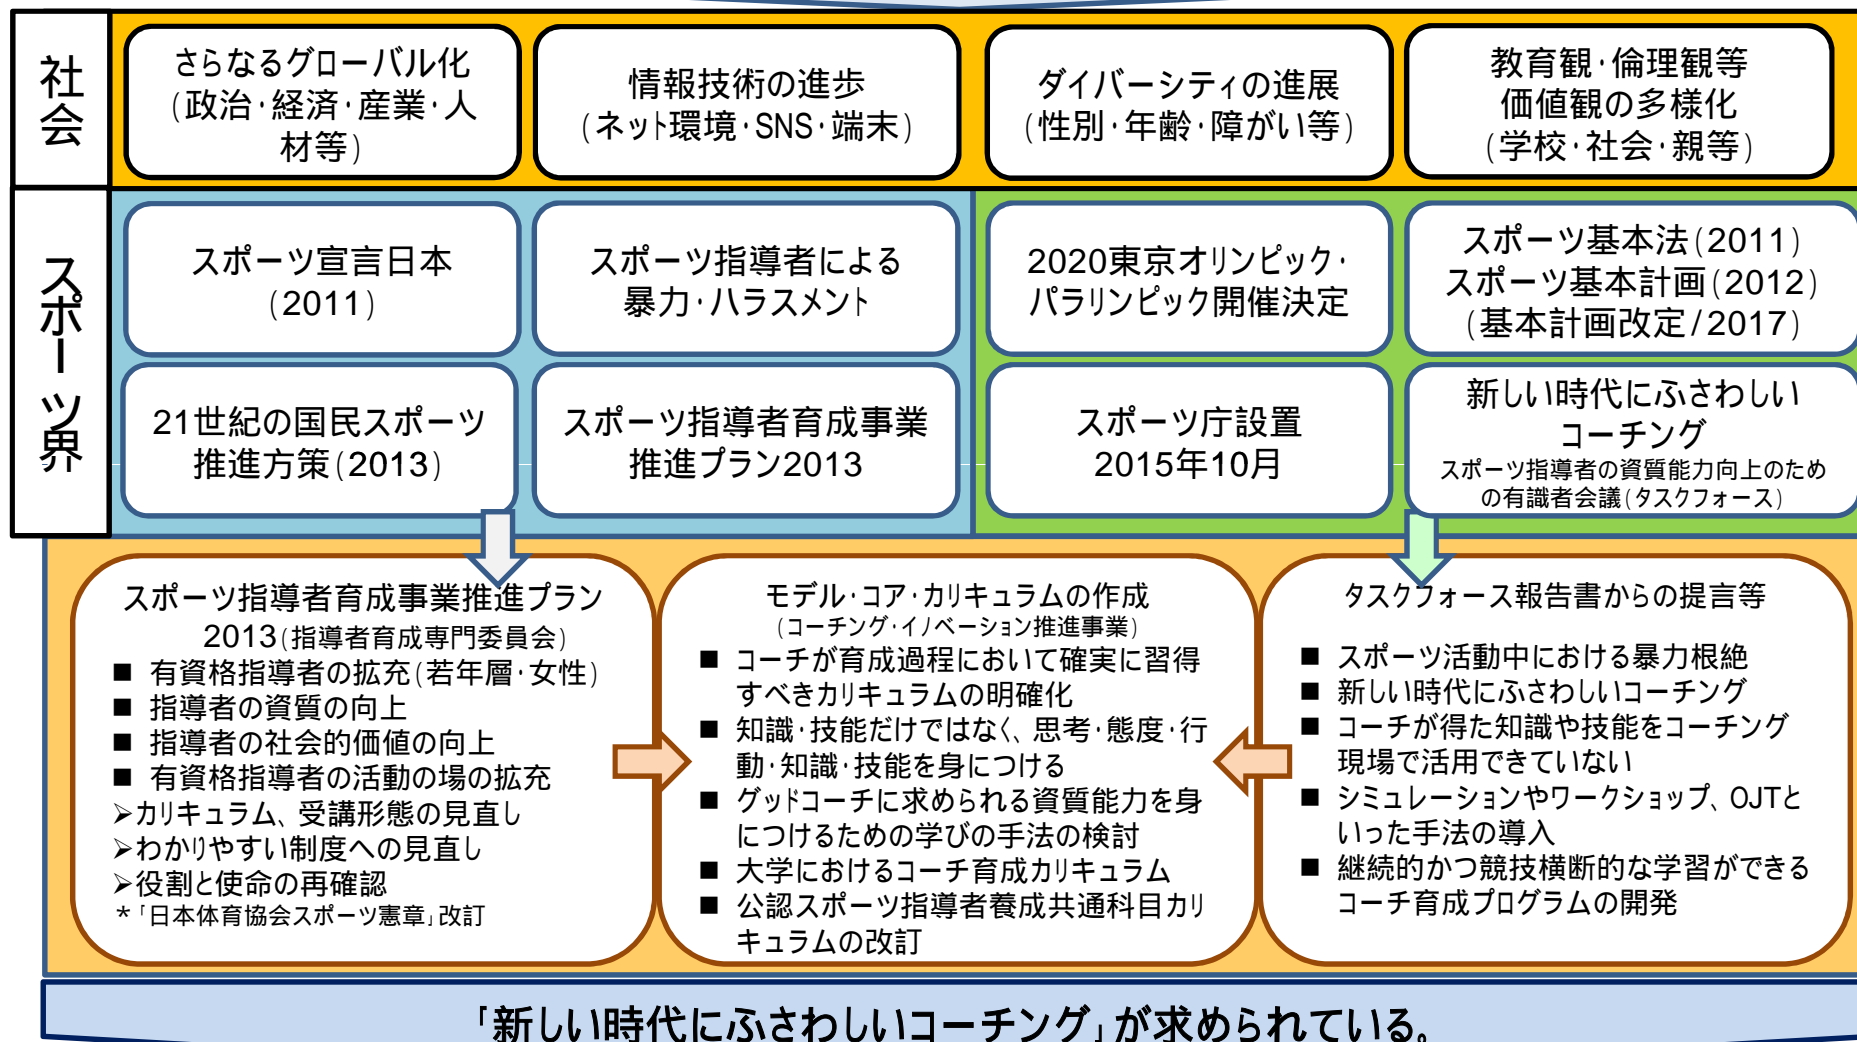 社会
さらなるグローバル化
(政治・経済・産業・人
材等)
情報技術の進歩
(ネット環境・SNS・端末)
ダイバーシティの進展
(性別・年齢・障がい等)
教育観・倫理観等
価値観の多様化
(学校・社会・親等)
スポーツ界
スポーツ宣言日本
(2011)
スポーツ指導者による
暴力・ハラスメント
2020東京オリンピック・
パラリンピック開催決定
スポーツ基本法(2011)
スポーツ基本計画(2012)
(基本計画改定/2017)
21世紀の国民スポーツ
推進方策(2013)
スポーツ指導者育成事業
推進プラン2013
スポーツ庁設置
2015年10月
新しい時代にふさわしい
コーチング
スポーツ指導者の資質能力向上のため
の有識者会議(タスクフォース)
スポーツ指導者育成事業推進プラン
2013(指導者育成専門委員会)
■ 有資格指導者の拡充(若年層・女性)
■ 指導者の資質の向上
■ 指導者の社会的価値の向上
■ 有資格指導者の活動の場の拡充
➢カリキュラム、受講形態の見直し
➢わかりやすい制度への見直し
➢役割と使命の再確認
*「日本体育協会スポーツ憲章」改訂
モデル・コア・カリキュラムの作成
(コーチング・イノベーション推進事業)
■ コーチが育成過程において確実に習得
すべきカリキュラムの明確化
■ 知識・技能だけではなく、思考・態度・行
動・知識・技能を身につける
■ グッドコーチに求められる資質能力を身
につけるための学びの手法の検討
■ 大学におけるコーチ育成カリキュラム
■ 公認スポーツ指導者養成共通科目カリ
キュラムの改訂
タスクフォース報告書からの提言等
■ スポーツ活動中における暴力根絶
■ 新しい時代にふさわしいコーチング
■ コーチが得た知識や技能をコーチング
現場で活用できていない
■ シミュレーションやワークショップ、OJTと
いった手法の導入
■ 継続的かつ競技横断的な学習ができる
コーチ育成プログラムの開発
「新しい時代にふさわしいコーチング」が求められている。